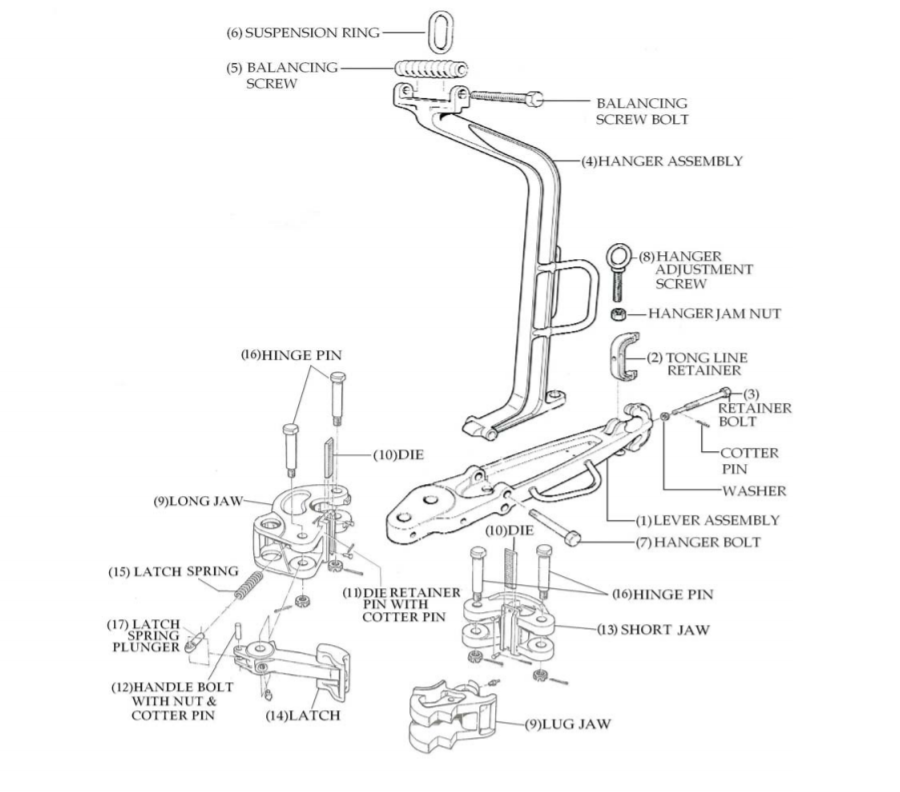 (6) SUSPENSION RING
(5) BALANCING
SCREW
BALANCING
SCREW BOLT
(4)HANGER ASSEMBLY
(8)HANGER
ADJUSTMENT
SCREW
HANGER JAM NUT
(2) TONG LINE
RETAINER
(3)
RETAINER
BOLT
COTTER
PIN
WASHER
(1)LEVER ASSEMBLY
(7)HANGER BOLT
(16)HINGE PIN
(10)DIE
(9)LONG JAW
(10)DIE
(15) LATCH SPRING
(11)DIE RETAINER
PIN WITH
COTTER PIN
(16)HINGE PIN
(13) SHORT JAW
(17) LATCH
SPRING
PLUNGER
(12)HANDLE BOLT
WITH NUT &
COTTER PIN
(14)LATCH
(9)LUG JAW